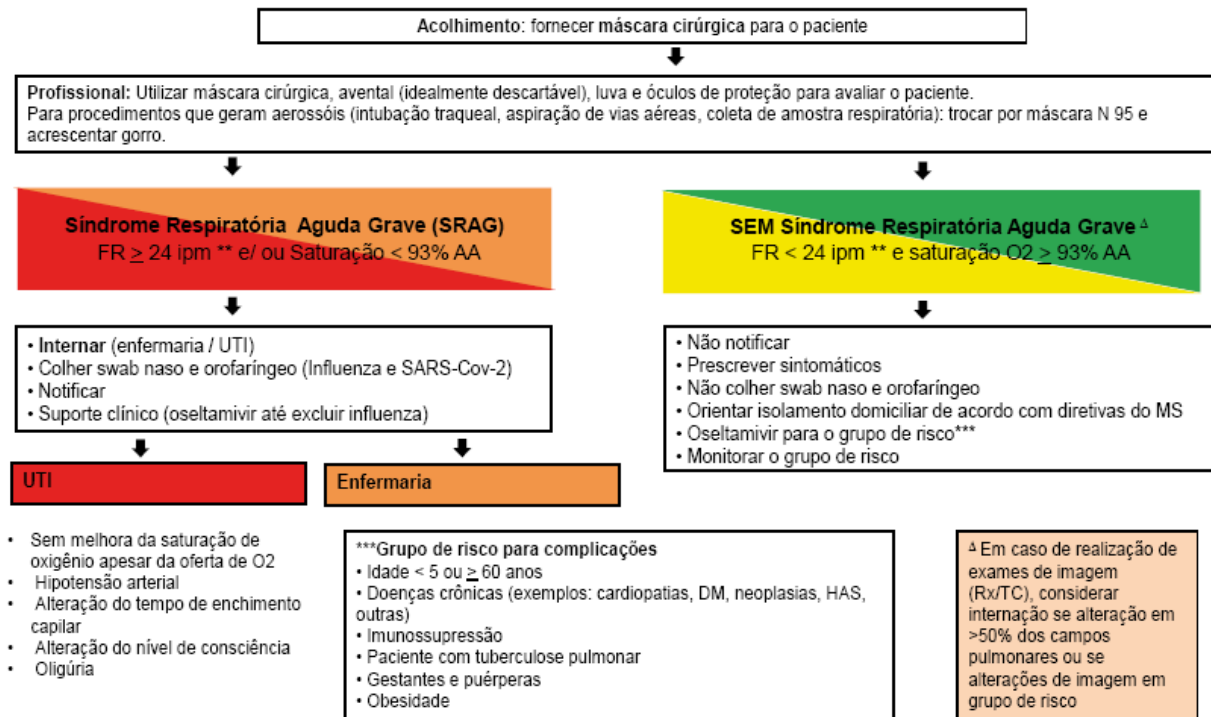 Acolhimento: fornecer máscara cirúrgica para o paciente
Profissional: Utilizar máscara cirúrgica, avental (idealmente descartável), luva e óculos de proteção para avaliar o paciente.
Para procedimentos que geram aerossóis (intubação traqueal, aspiração de vias aéreas, coleta de amostra respiratória): trocar por máscara N 95 e
acrescentar gorro.
Síndrome Respiratória Aguda Grave (SRAG)
FR ≥ 24 ipm ** e/ ou Saturação < 93% AA
SEM Síndrome Respiratória Aguda Grave Δ
FR < 24 ipm ** e saturação O2 ≥ 93% AA
• Internar (enfermaria / UTI)
• Colher swab naso e orofaríngeo (Influenza e SARS-Cov-2)
• Notificar
• Suporte clínico (oseltamivir até excluir influenza)
• Não notificar
• Prescrever sintomáticos
• Não colher swab naso e orofaríngeo
• Orientar isolamento domiciliar de acordo com diretivas do MS
• Oseltamivir para o grupo de risco***
• Monitorar o grupo de risco
UTI
Enfermaria
• Sem melhora da saturação de
oxigênio apesar da oferta de O2
• Hipotensão arterial
• Alteração do tempo de enchimento
capilar
• Alteração do nível de consciência
• Oligúria
***Grupo de risco para complicações
• Idade < 5 ou ≥ 60 anos
• Doenças crônicas (exemplos: cardiopatias, DM, neoplasias, HAS,
outras)
• Imunossupressão
• Paciente com tuberculose pulmonar
• Gestantes e puérperas
• Obesidade
Δ Em caso de realização de
exames de imagem
(Rx/TC), considerar
internação se alteração em
>50% dos campos
pulmonares ou se
alterações de imagem em
grupo de risco